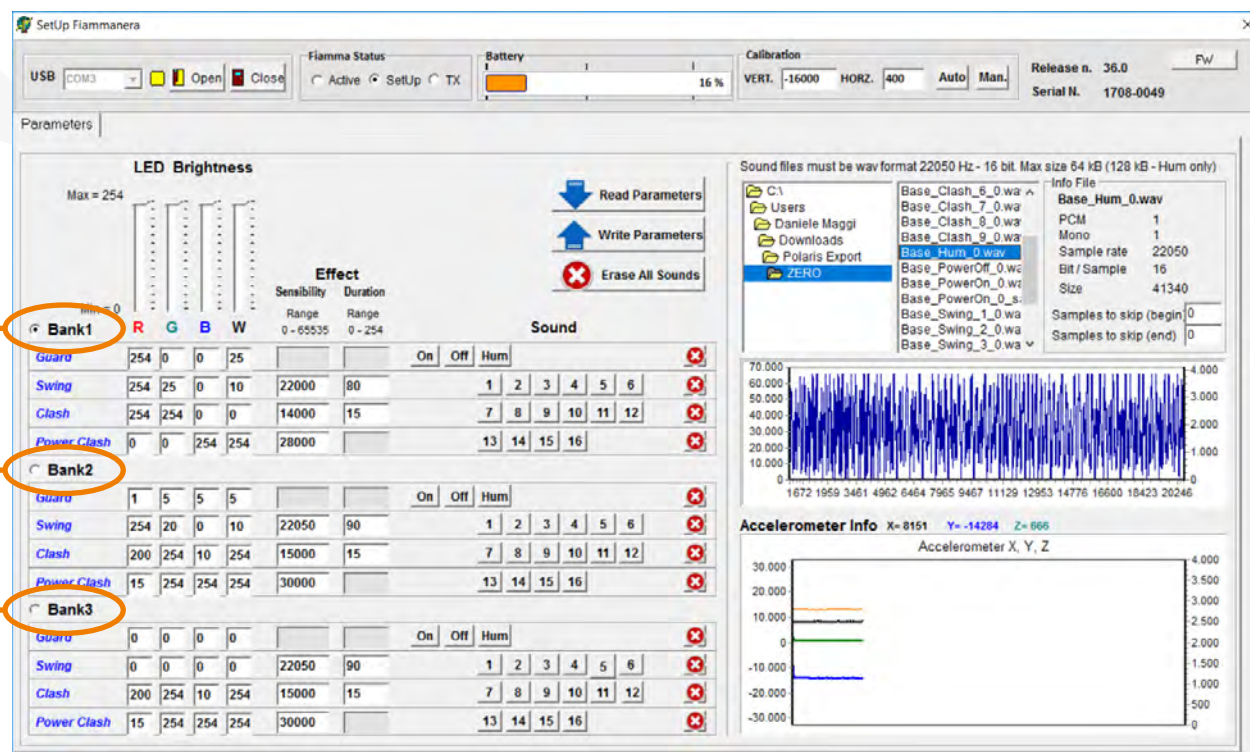 SetUp Fiammanera
USB COM3 Open Close
Fiamma Status
Active SetUp TX
Battery
16 %
Calibration
VERT. -16000 HORZ. 400 Auto Man.
Release n. 36.0
Serial N. 1708-0049
FW
Parameters
LED Brightness
Max = 254
Min = 0
Read Parameters
Write Parameters
Erase All Sounds
Effect
Sensibility Duration
Range Range
0 - 65535 0 - 254
Sound
Bank1 R G B W
Guard 254 0 0 25 On Off Hum
Swing 254 25 0 10 22000 80 1 2 3 4 5 6
Clash 254 254 0 0 14000 15 7 8 9 10 11 12
Power Clash 0 0 254 254 28000 13 14 15 16
Bank2
Guard 1 5 5 5 On Off Hum
Swing 254 20 0 10 22050 90 1 2 3 4 5 6
Clash 200 254 10 254 15000 15 7 8 9 10 11 12
Power Clash 15 254 254 254 30000 13 14 15 16
Bank3
Guard 0 0 0 0 On Off Hum
Swing 0 0 0 0 22050 90 1 2 3 4 5 6
Clash 200 254 10 254 15000 15 7 8 9 10 11 12
Power Clash 15 254 254 254 30000 13 14 15 16
Sound files must be wav format 22050 Hz - 16 bit. Max size 64 kB (128 kB - Hum only)
C:\
Users
Daniele Maggi
Downloads
Polaris Export
ZERO
Base_Clash_6_0.wa
Base_Clash_7_0.wa
Base_Clash_8_0.wa
Base_Clash_9_0.wa
Base_Hum_0.wav
Base_PowerOff_0.wa
Base_PowerOn_0.wa
Base_PowerOn_0_s
Base_Swing_1_0.wa
Base_Swing_2_0.wa
Base_Swing_3_0.wa
Info File
Base_Hum_0.wav
PCM 1
Mono 1
Sample rate 22050
Bit / Sample 16
Size 41340
Samples to skip (begin) 0
Samples to skip (end) 0
70.000
60.000
50.000
40.000
30.000
20.000
10.000
0
4.000
3.000
2.000
1.000
0
1672 1959 3461 4962 6464 7965 9467 11129 12953 14776 16600 18423 20246
Accelerometer Info X= 8151 Y= -14284 Z= 666
Accelerometer X, Y, Z
30.000
20.000
10.000
0
-10.000
-20.000
-30.000
4.000
3.500
3.000
2.500
2.000
1.500
1.000
500
0